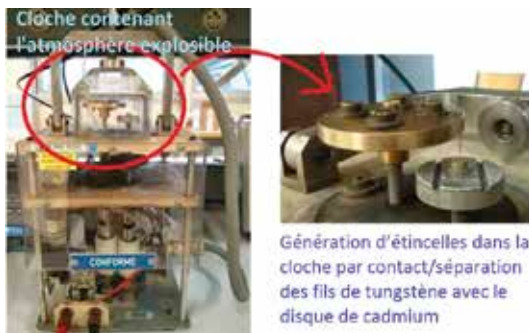 Cloche contenant
l'atmosphère explosible
CONFORME
Génération d'étincelles dans la
cloche par contact/séparation
des fils de tungstène avec le
disque de cadmium